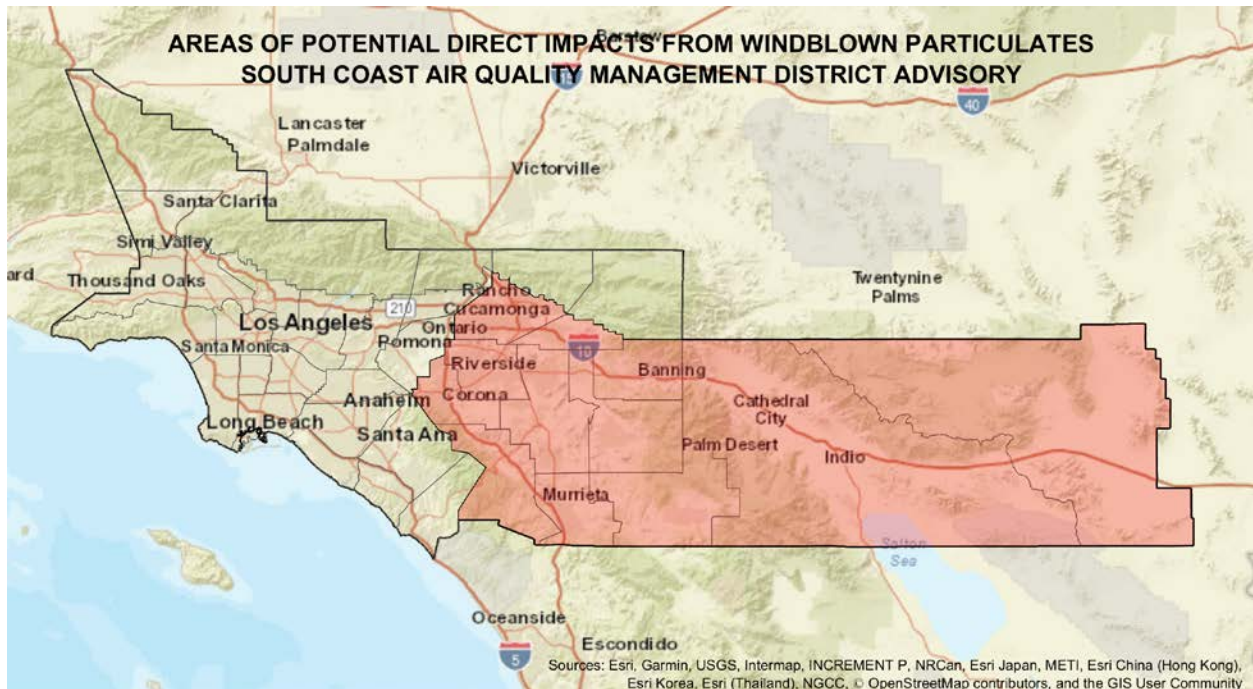 AREAS OF POTENTIAL DIRECT IMPACTS FROM WINDBLOWN PARTICULATES
Barstow
SOUTH COAST AIR QUALITY MANAGEMENT DISTRICT ADVISORY
15
40
Lancaster
Palmdale
Victorville
Santa Clarita
Simi Valley
ard
Thousand Oaks
Twentynine
Palms
Rancho
Cucamonga
210
Los Angeles
Ontario
Pomona
Santa Monica
10
Riverside
Banning
Anaheim
Corona
Cathedral
City
Long Beach
Santa Ana
Palm Desert
Indio
Murrieta
Salton
Sea
Oceanside
Escondido
5
Sources: Esri, Garmin, USGS, Intermap, INCREMENT P, NRCan, Esri Japan, METI, Esri China (Hong Kong),
Esri Korea, Esri (Thailand), NGCC, © OpenStreetMap contributors, and the GIS User Community